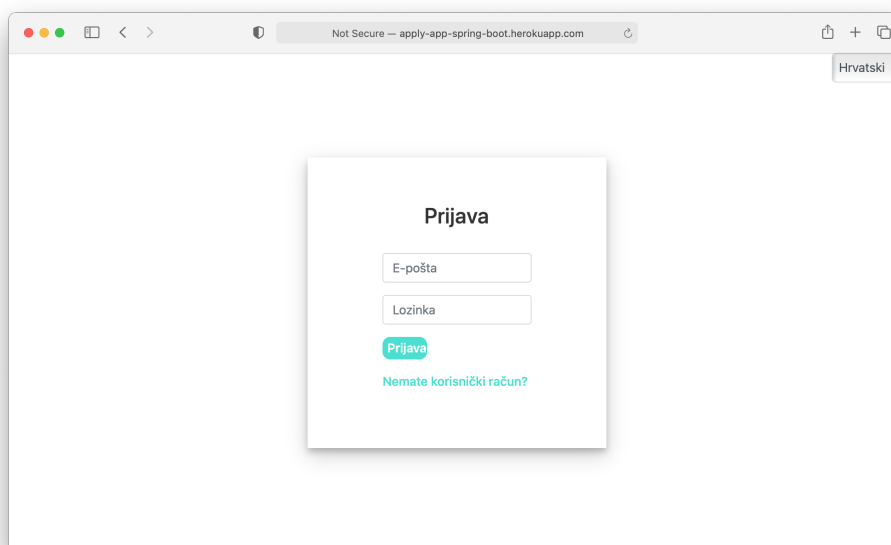 Not Secure — apply-app-spring-boot.herokuapp.com
Hrvatski
Prijava
E-pošta
Lozinka
Prijava
Nemate korisnički račun?